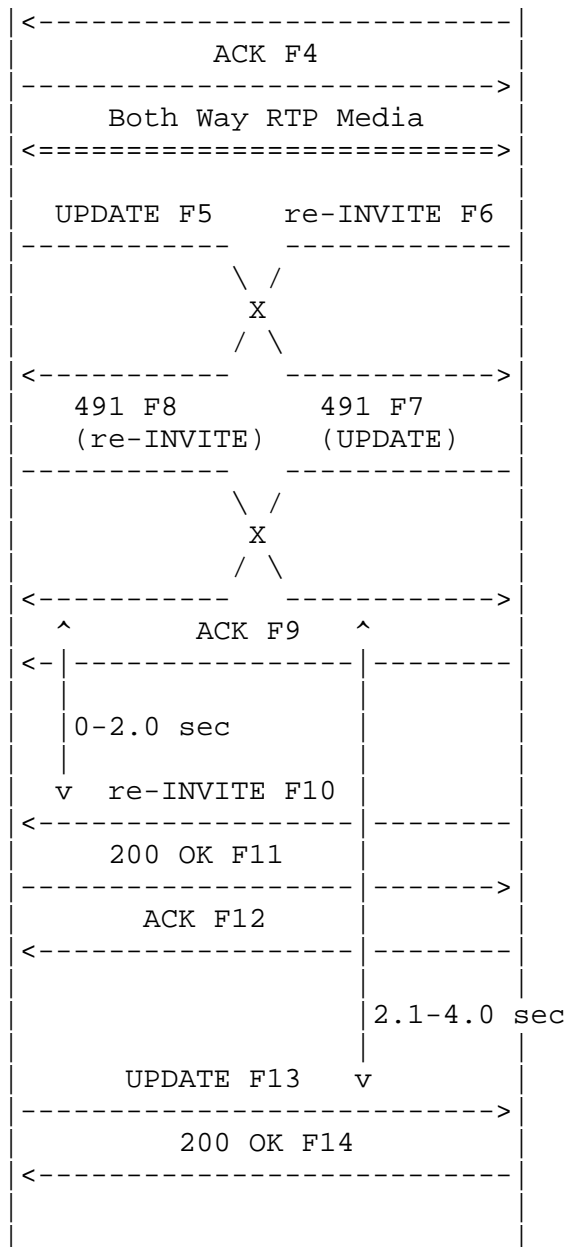 ACK F4
Both Way RTP Media
UPDATE F5 re-INVITE F6
X
491 F8 491 F7
(re-INVITE) (UPDATE)
X
ACK F9
0-2.0 sec
v re-INVITE F10
200 OK F11
ACK F12
2.1-4.0 sec
UPDATE F13 v
200 OK F14